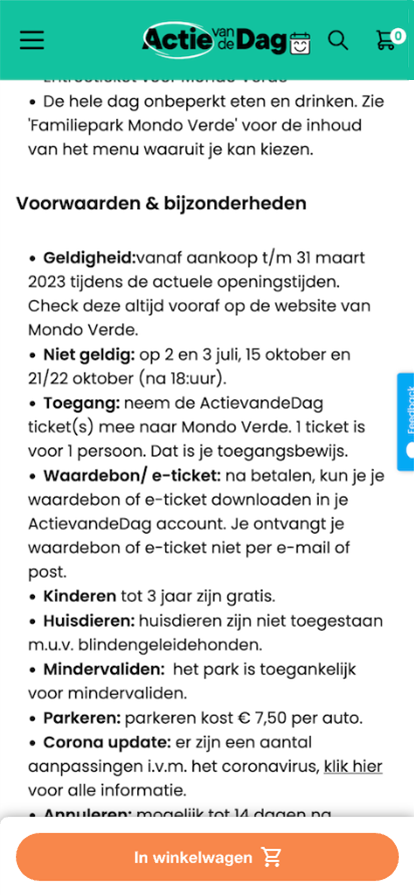 Actie van de Dag
0
Entreeticket voor Mondo Verde
• De hele dag onbeperkt eten en drinken. Zie
'Familiepark Mondo Verde' voor de inhoud
van het menu waaruit je kan kiezen.
Voorwaarden & bijzonderheden
• Geldigheid:vanaf aankoop t/m 31 maart
2023 tijdens de actuele openingstijden.
Check deze altijd vooraf op de website van
Mondo Verde.
• Niet geldig: op 2 en 3 juli, 15 oktober en
21/22 oktober (na 18:uur).
• Toegang: neem de ActievandeDag
ticket(s) mee naar Mondo Verde. 1 ticket is
voor 1 persoon. Dat is je toegangsbewijs.
• Waardebon/ e-ticket: na betalen, kun je je
waardebon of e-ticket downloaden in je
ActievandeDag account. Je ontvangt je
waardebon of e-ticket niet per e-mail of
post.
• Kinderen tot 3 jaar zijn gratis.
• Huisdieren: huisdieren zijn niet toegestaan
m.u.v. blindengeleidehonden.
• Mindervaliden: het park is toegankelijk
voor mindervaliden.
• Parkeren: parkeren kost € 7,50 per auto.
• Corona update: er zijn een aantal
aanpassingen i.v.m. het coronavirus, klik hier
voor alle informatie.
• Annuleren: mogelijk tot 14 dagen na
Feedback
In winkelwagen